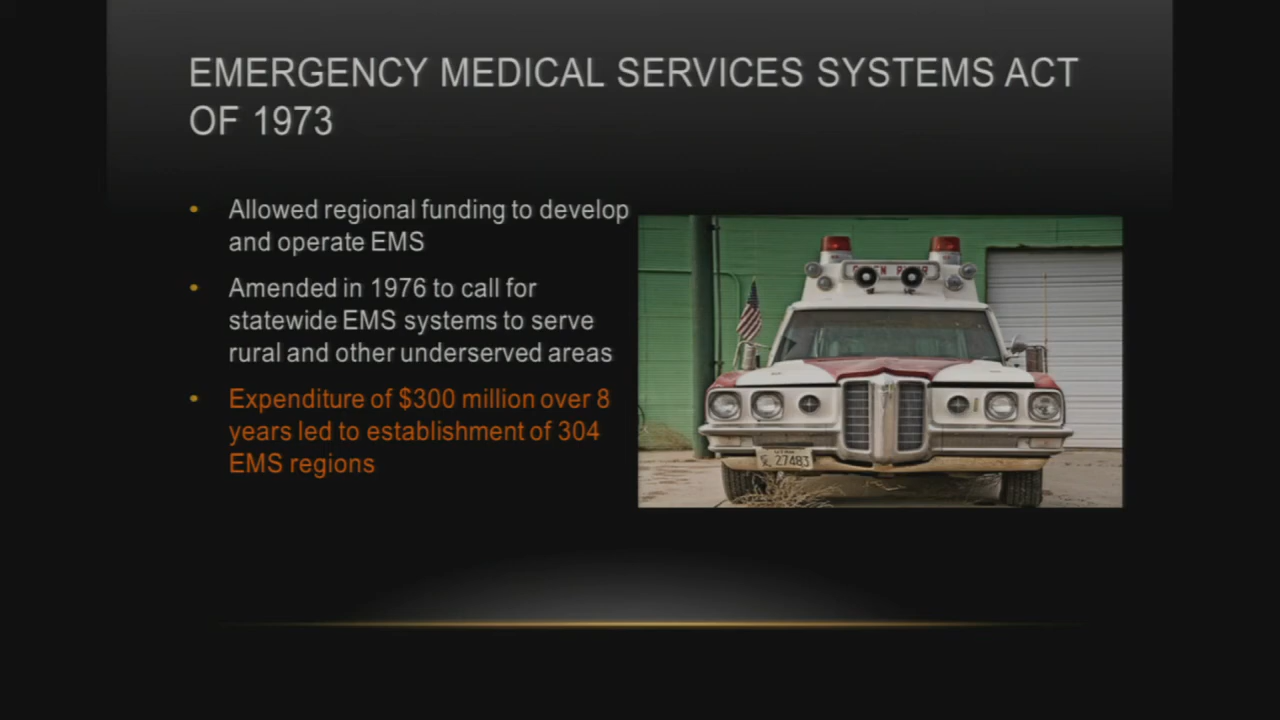 EMERGENCY MEDICAL SERVICES SYSTEMS ACT
OF 1973
• Allowed regional funding to develop
and operate EMS
• Amended in 1976 to call for
statewide EMS systems to serve
rural and other underserved areas
• Expenditure of $300 million over 8
years led to establishment of 304
EMS regions
UTAH
27483